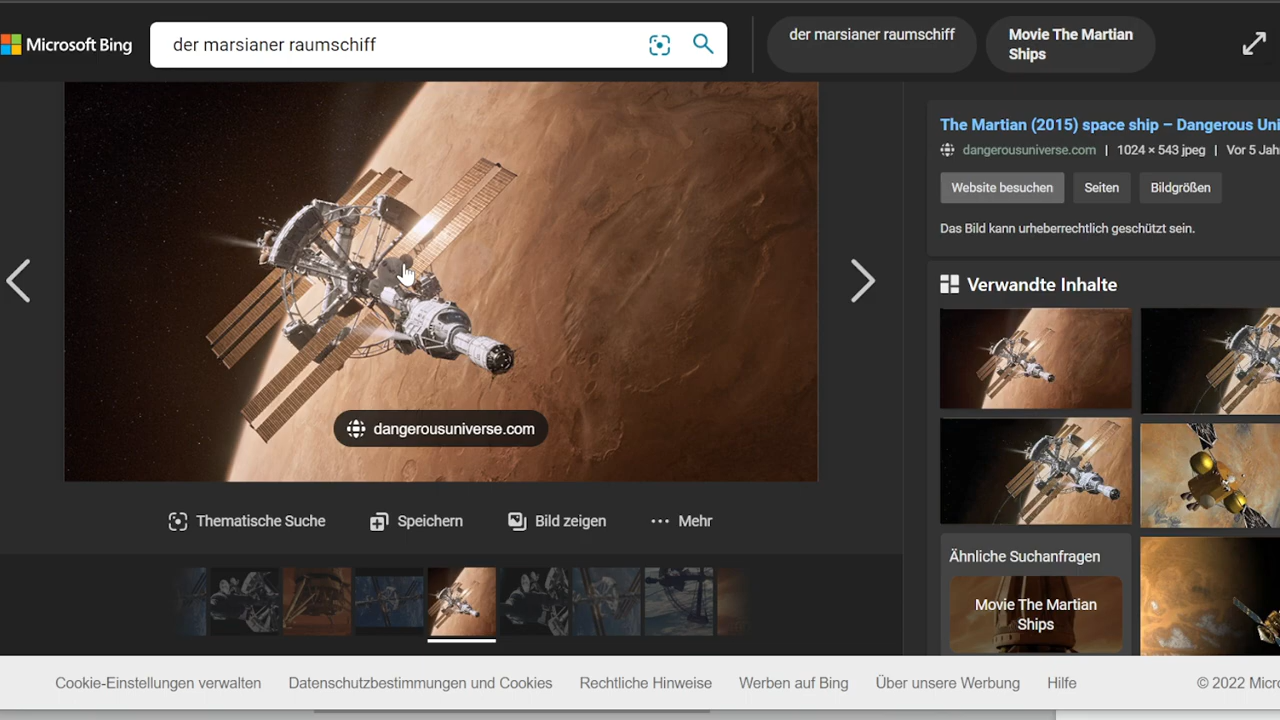 Microsoft Bing
der marsianer raumschiff
der marsianer raumschiff
Movie The Martian
Ships
The Martian (2015) space ship – Dangerous Uni
dangerousuniverse.com | 1024 × 543 jpeg | Vor 5 Jah
Website besuchen
Seiten
Bildgrößen
Das Bild kann urheberrechtlich geschützt sein.
Verwandte Inhalte
dangerousuniverse.com
Thematische Suche
Speichern
Bild zeigen
Mehr
Ähnliche Suchanfragen
Movie The Martian
Ships
Cookie-Einstellungen verwalten
Datenschutzbestimmungen und Cookies
Rechtliche Hinweise
Werben auf Bing
Über unsere Werbung
Hilfe
© 2022 Micro